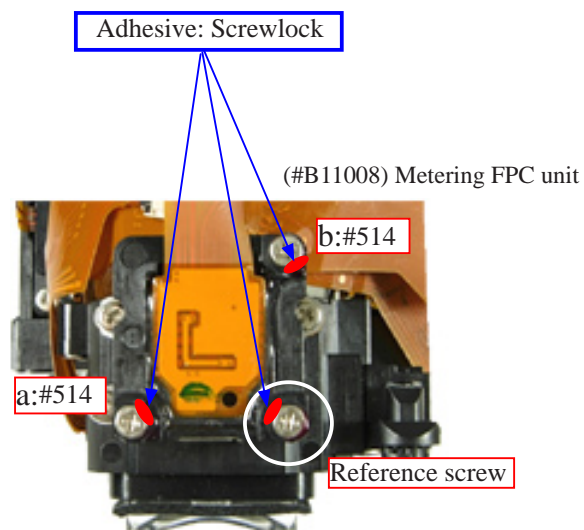 Adhesive: Screwlock
(#B11008) Metering FPC unit
b:#514
a:#514
Reference screw